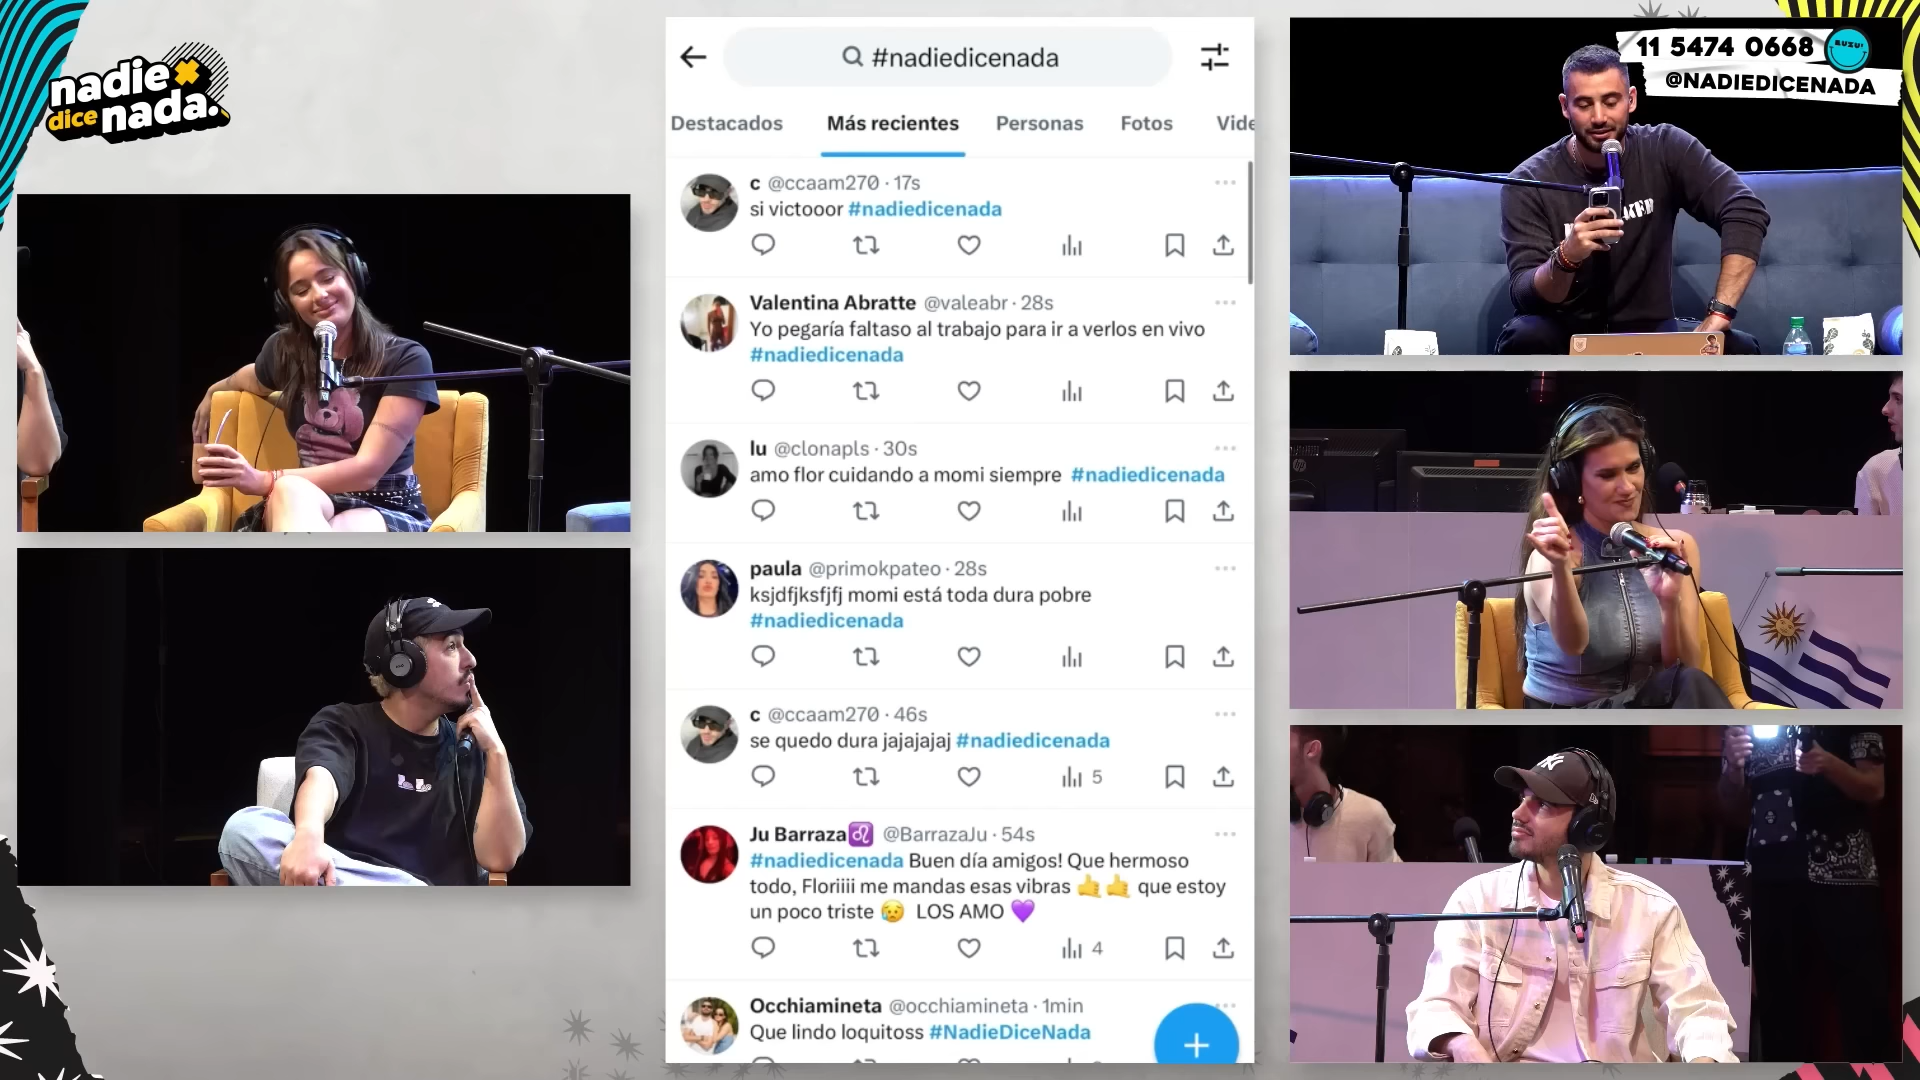 nadie
dice nada.
11 5474 0668
BUZU!
@NADIEDICENADA
#nadiedicenada
Destacados Más recientes Personas Fotos Vide
c @ccaam270 · 17s
si victooor #nadiedicenada
Valentina Abratte @valeabr · 28s
Yo pegaría faltaso al trabajo para ir a verlos en vivo
#nadiedicenada
lu @clonapls · 30s
amo flor cuidando a momi siempre #nadiedicenada
paula @primokpateo · 28s
ksjdfjksfjfj momi está toda dura pobre
#nadiedicenada
c @ccaam270 · 46s
se quedo dura jajajajaj #nadiedicenada
5
Ju Barraza♌ @BarrazaJu · 54s
#nadiedicenada Buen día amigos! Que hermoso
todo, Floriiii me mandas esas vibras 🤙🤙 que estoy
un poco triste 😥 LOS AMO 💜
4
Occhiamineta @occhiamineta · 1min
Que lindo loquitoss #NadieDiceNada